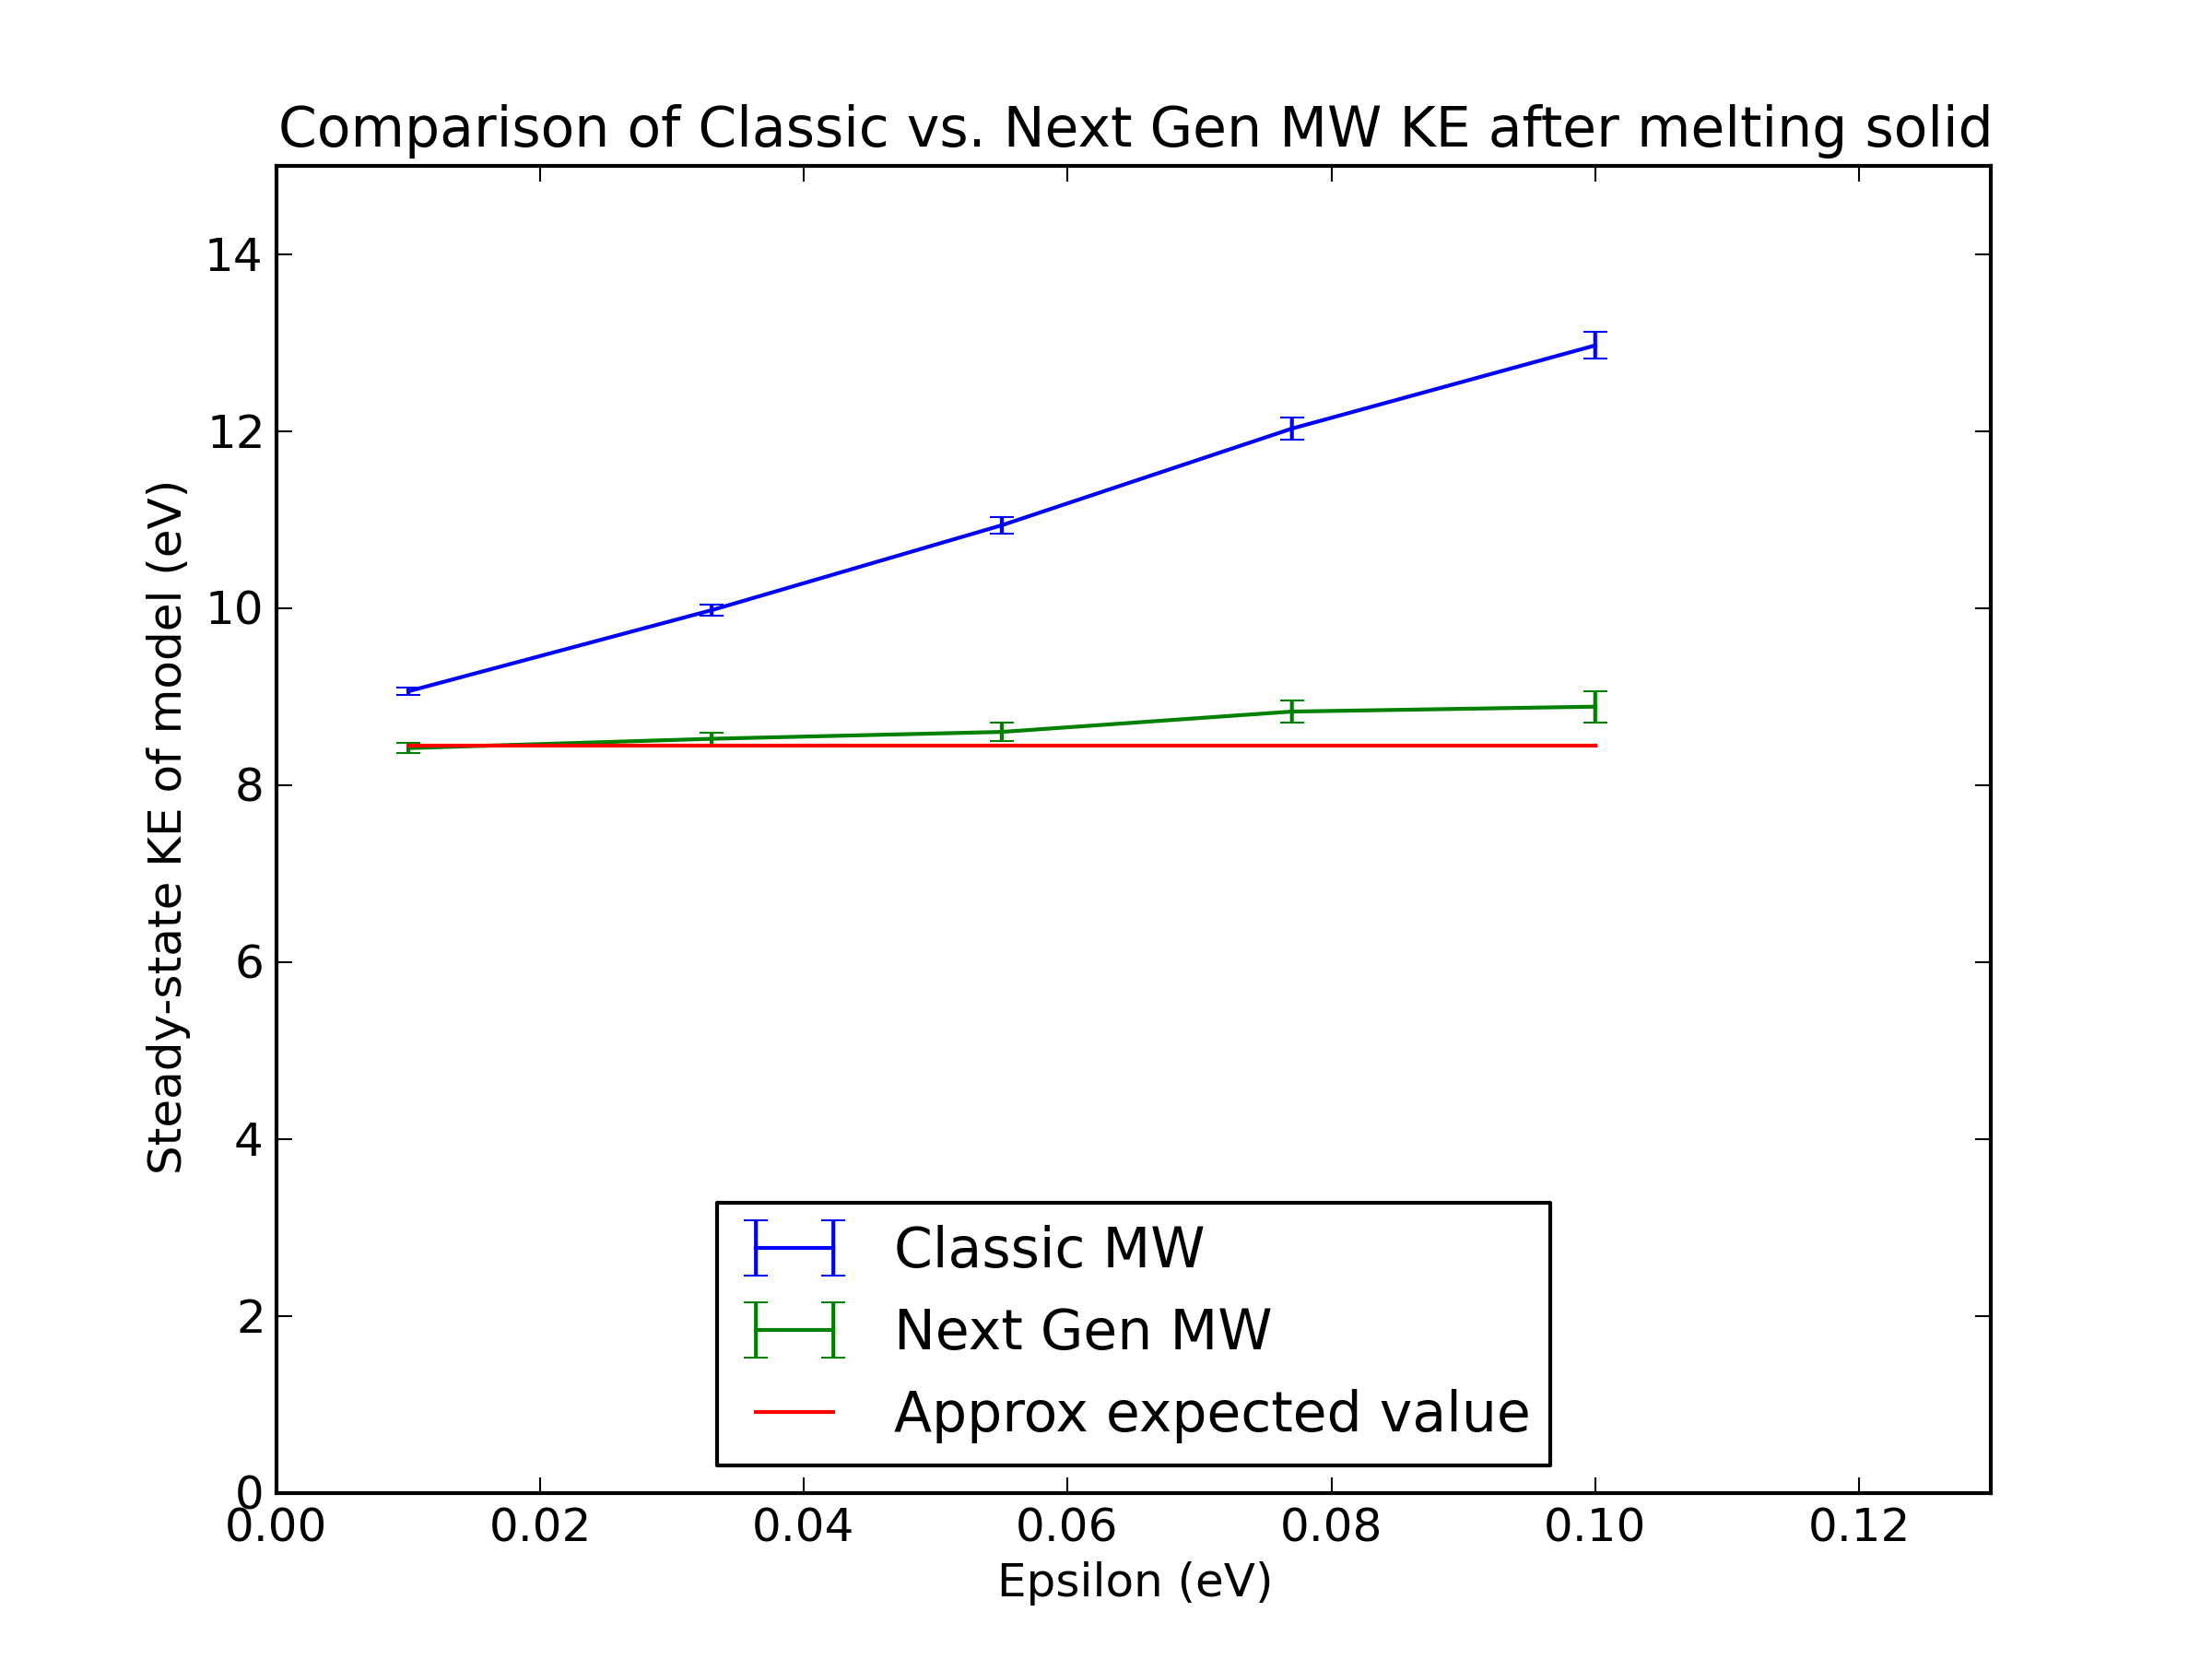 Comparison of Classic vs. Next Gen MW KE after melting solid
Steady-state KE of model (eV)
14
12
10
8
6
4
2
0
0.00 0.02 0.04 0.06 0.08 0.10 0.12
Epsilon (eV)
Classic MW
Next Gen MW
Approx expected value